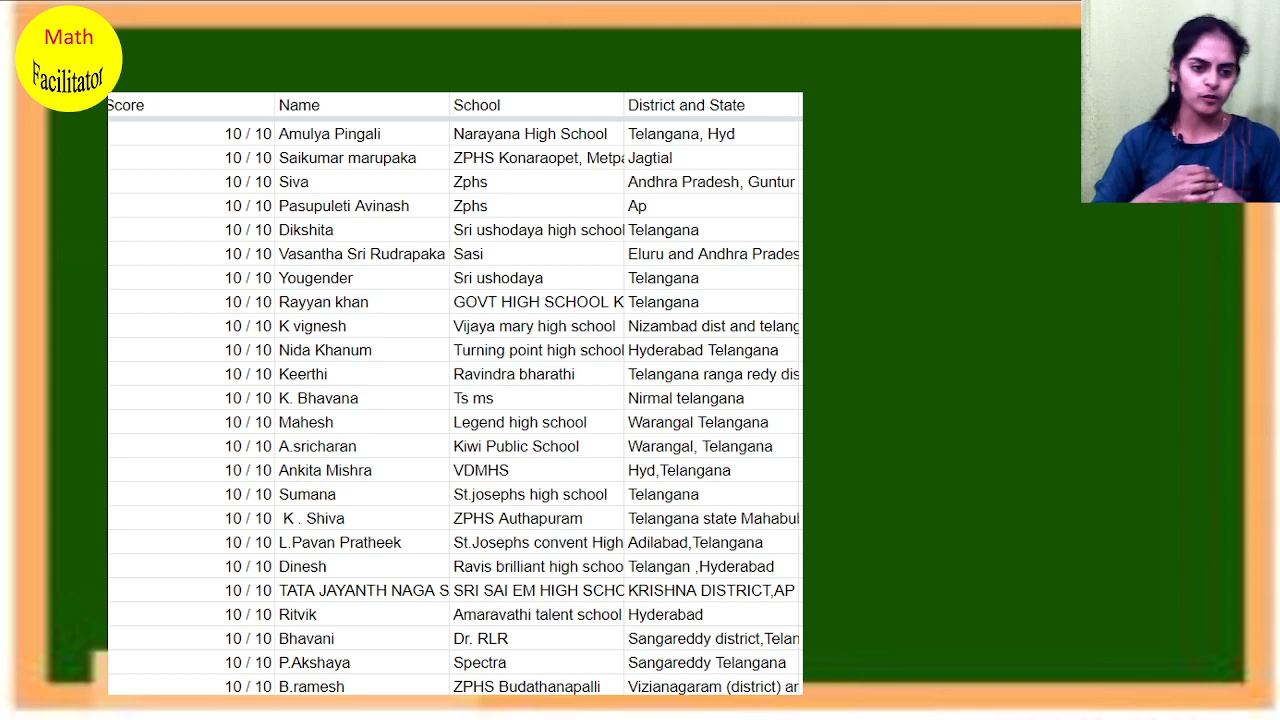 Math
Facilitator
Score Name School District and State
10 / 10 Amulya Pingali Narayana High School Telangana, Hyd
10 / 10 Saikumar marupaka ZPHS Konaraopet, Metpa Jagtial
10 / 10 Siva Zphs Andhra Pradesh, Guntur
10 / 10 Pasupuleti Avinash Zphs Ap
10 / 10 Dikshita Sri ushodaya high school Telangana
10 / 10 Vasantha Sri Rudrapaka Sasi Eluru and Andhra Prades
10 / 10 Yougender Sri ushodaya Telangana
10 / 10 Rayyan khan GOVT HIGH SCHOOL K Telangana
10 / 10 K vignesh Vijaya mary high school Nizambad dist and telang
10 / 10 Nida Khanum Turning point high school Hyderabad Telangana
10 / 10 Keerthi Ravindra bharathi Telangana ranga redy dis
10 / 10 K. Bhavana Ts ms Nirmal telangana
10 / 10 Mahesh Legend high school Warangal Telangana
10 / 10 A.sricharan Kiwi Public School Warangal, Telangana
10 / 10 Ankita Mishra VDMHS Hyd,Telangana
10 / 10 Sumana St.josephs high school Telangana
10 / 10 K . Shiva ZPHS Authapuram Telangana state Mahabul
10 / 10 L.Pavan Pratheek St.Josephs convent High Adilabad,Telangana
10 / 10 Dinesh Ravis brilliant high schoo Telangan ,Hyderabad
10 / 10 TATA JAYANTH NAGA S SRI SAI EM HIGH SCHO KRISHNA DISTRICT,AP
10 / 10 Ritvik Amaravathi talent school Hyderabad
10 / 10 Bhavani Dr. RLR Sangareddy district,Telan
10 / 10 P.Akshaya Spectra Sangareddy Telangana
10 / 10 B.ramesh ZPHS Budathanapalli Vizianagaram (district) an